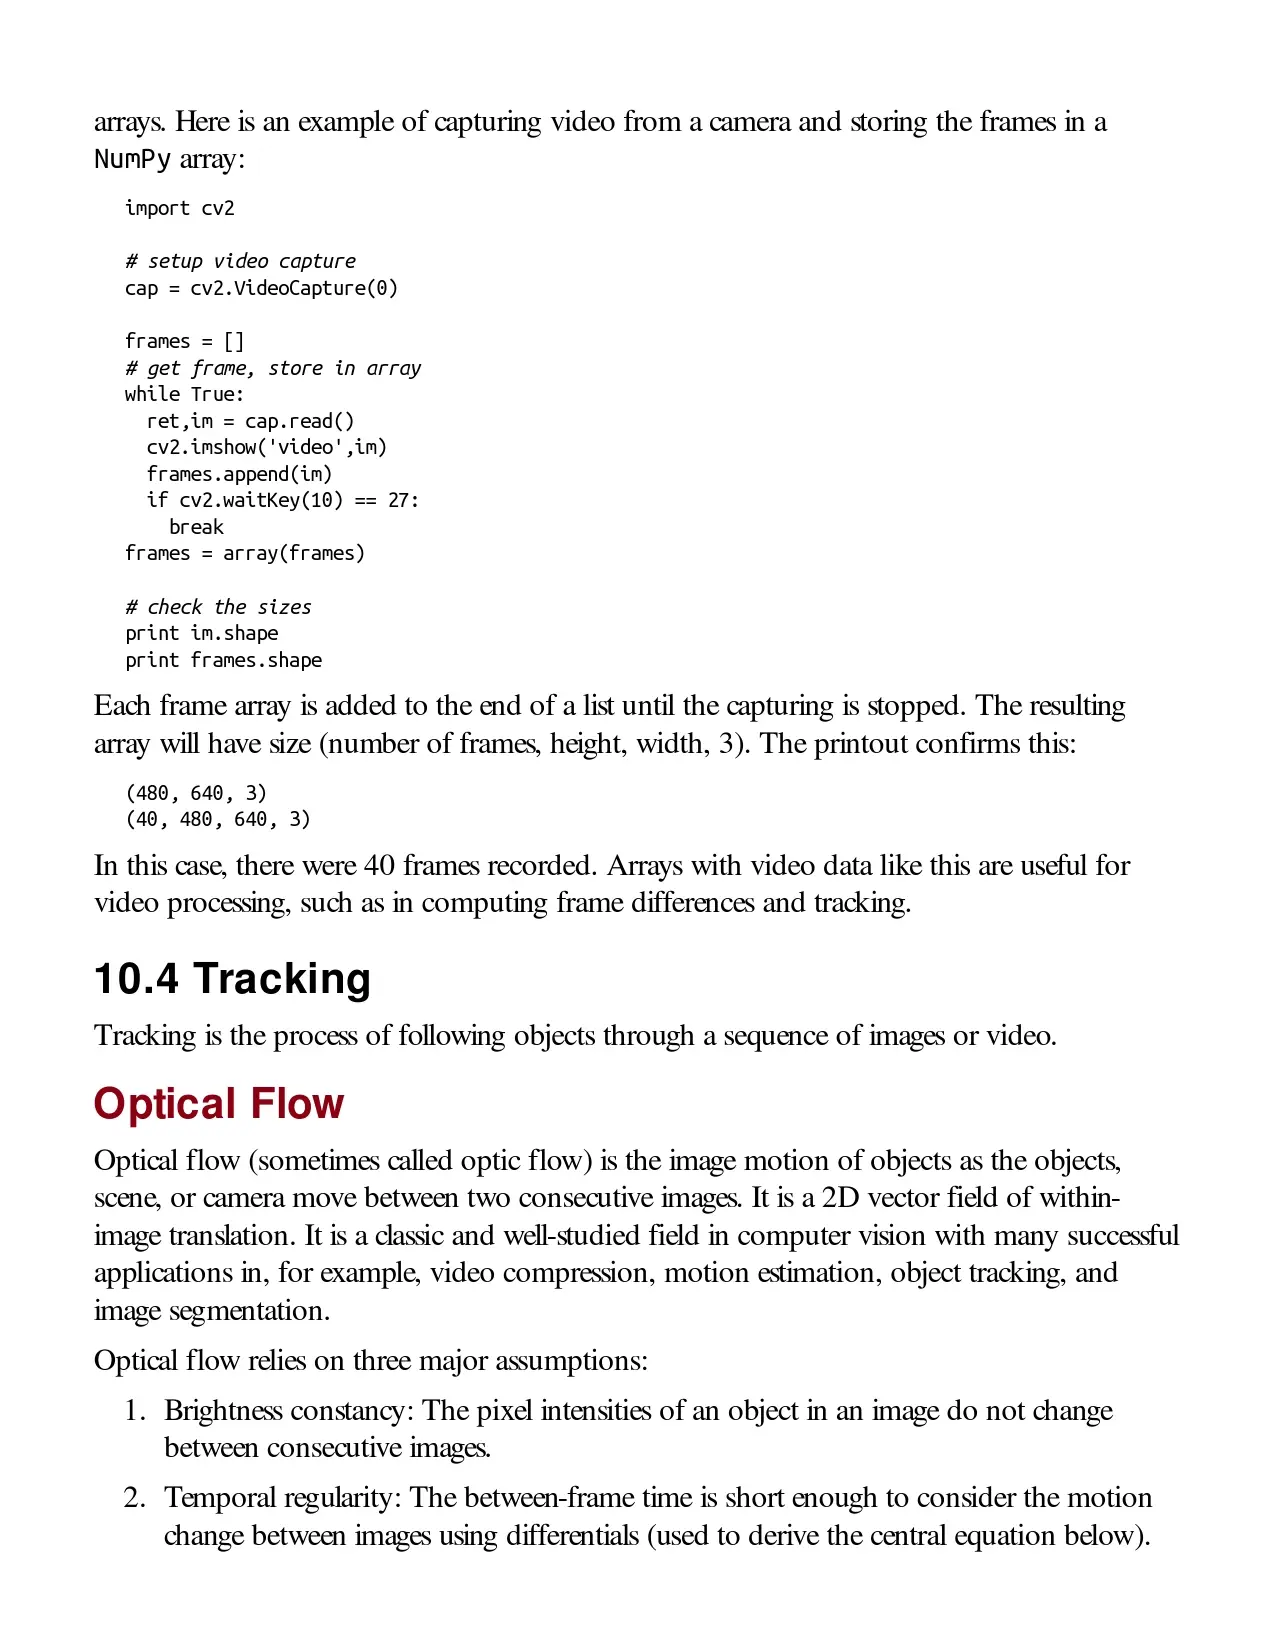 arrays. Here is an example of capturing video from a camera and storing the frames in a
NumPy array:
import cv2
# setup video capture
cap = cv2.VideoCapture(0)
frames = []
# get frame, store in array
while True:
  ret,im = cap.read()
  cv2.imshow('video',im)
  frames.append(im)
  if cv2.waitKey(10) == 27:
    break
frames = array(frames)
# check the sizes
print im.shape
print frames.shape
Each frame array is added to the end of a list until the capturing is stopped. The resulting
array will have size (number of frames, height, width, 3). The printout confirms this:
(480, 640, 3)
(40, 480, 640, 3)
In this case, there were 40 frames recorded. Arrays with video data like this are useful for
video processing, such as in computing frame differences and tracking.
10.4 Tracking
Tracking is the process of following objects through a sequence of images or video.
Optical Flow
Optical flow (sometimes called optic flow) is the image motion of objects as the objects,
scene, or camera move between two consecutive images. It is a 2D vector field of within-
image translation. It is a classic and well-studied field in computer vision with many successful
applications in, for example, video compression, motion estimation, object tracking, and
image segmentation.
Optical flow relies on three major assumptions:
1. Brightness constancy: The pixel intensities of an object in an image do not change
between consecutive images.
2. Temporal regularity: The between-frame time is short enough to consider the motion
change between images using differentials (used to derive the central equation below).